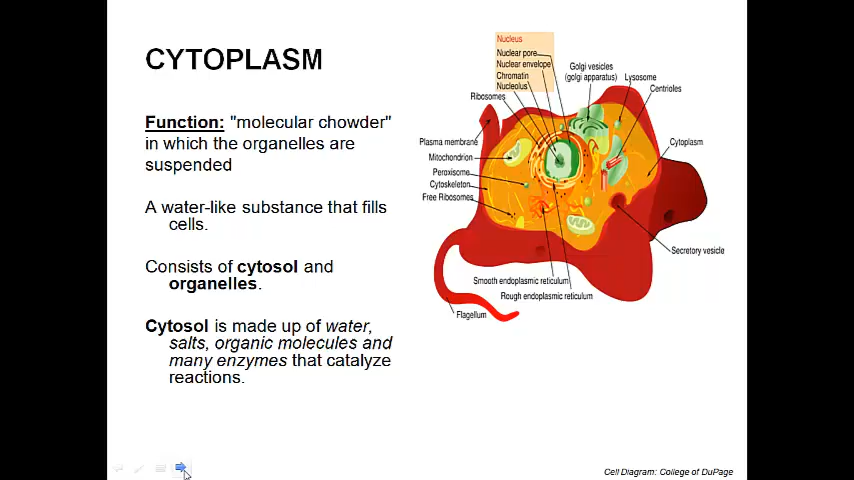 CYTOPLASM
Function: "molecular chowder"
in which the organelles are
suspended
A water-like substance that fills
cells.
Consists of cytosol and
organelles.
Cytosol is made up of water,
salts, organic molecules and
many enzymes that catalyze
reactions.
Nucleus
Nuclear pore
Nuclear envelope
Chromatin
Nucleolus
Ribosomes
Golgi vesicles
(golgi apparatus)
Lysosome
Centrioles
Plasma membrane
Mitochondrion
Peroxisome
Cytoskeleton
Free Ribosomes
Cytoplasm
Secretory vesicle
Smooth endoplasmic reticulum
Rough endoplasmic reticulum
Flagellum
Cell Diagram: College of DuPage